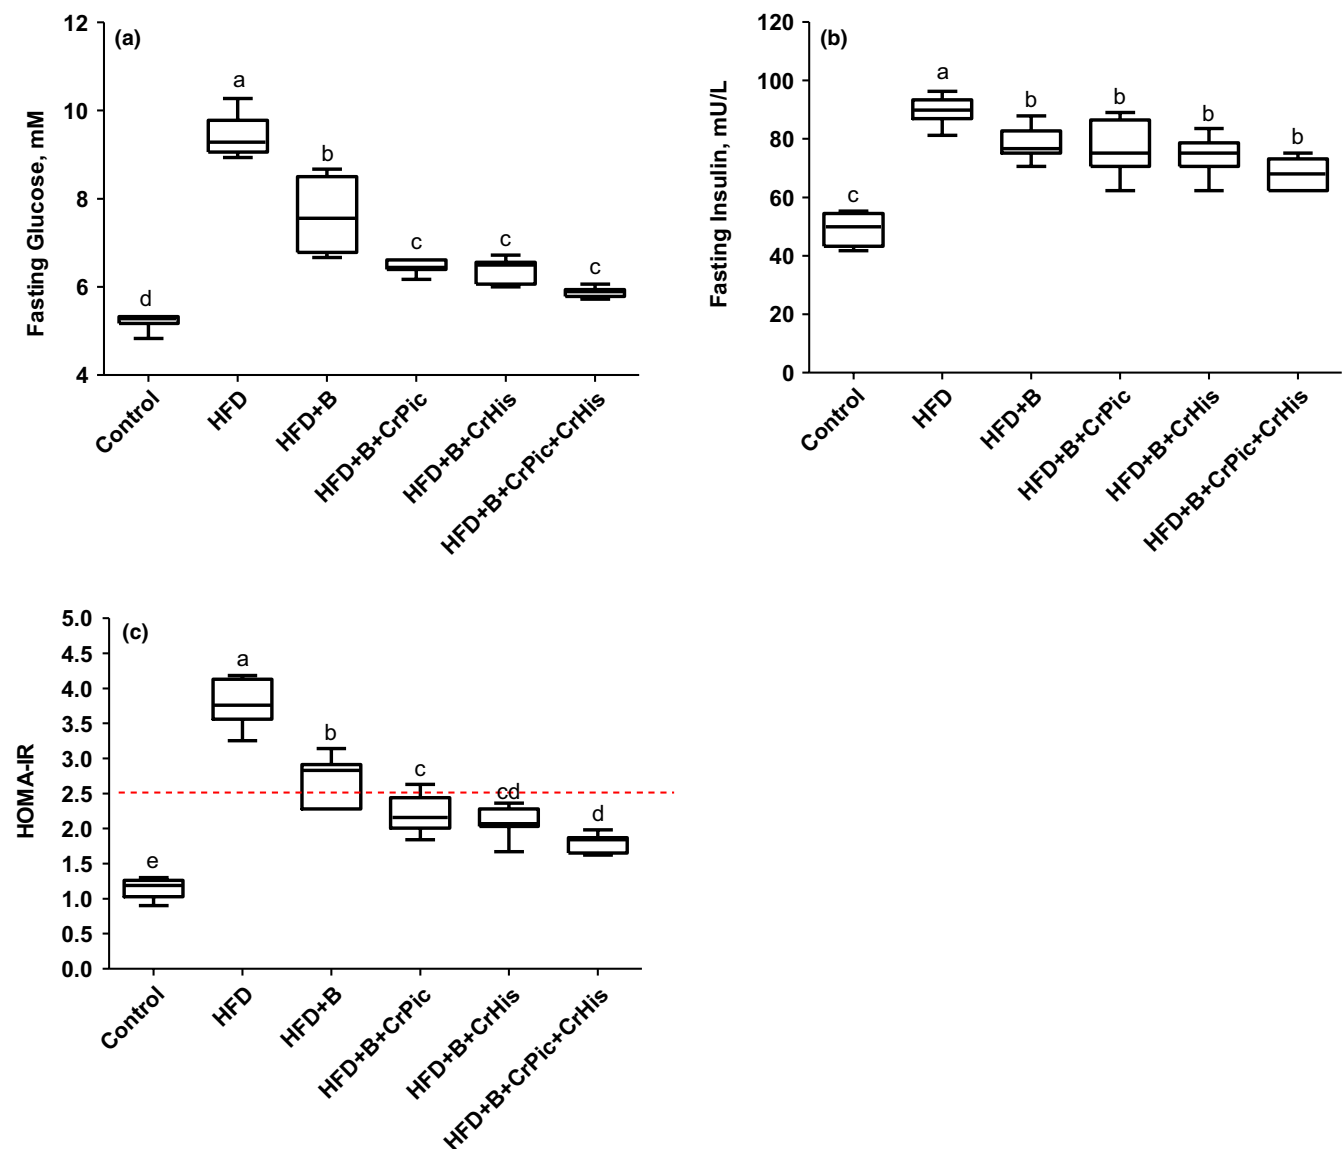 (a)
Fasting Glucose, mM
12
10
8
6
4
d
a
b
c
c
c
Control
HFD
HFD+B
HFD+B+CrPic
HFD+B+CrHis
HFD+B+CrPic+CrHis
(b)
Fasting Insulin, mU/L
120
100
80
60
40
20
0
c
a
b
b
b
b
Control
HFD
HFD+B
HFD+B+CrPic
HFD+B+CrHis
HFD+B+CrPic+CrHis
(c)
HOMA-IR
5.0
4.5
4.0
3.5
3.0
2.5
2.0
1.5
1.0
0.5
0.0
e
a
b
c
cd
d
Control
HFD
HFD+B
HFD+B+CrPic
HFD+B+CrHis
HFD+B+CrPic+CrHis